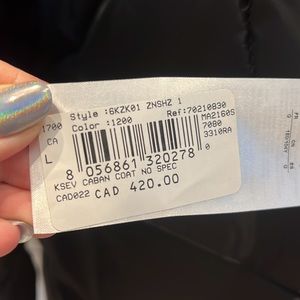 Style :6KZK01 ZNSHZ 1
1700 Color :1200 Ref:70210830
CA MA2160S
L 7080
3310RA
8 056861 320278
KSEV CABAN COAT NO SPEC
CAD022 CAD 420.00